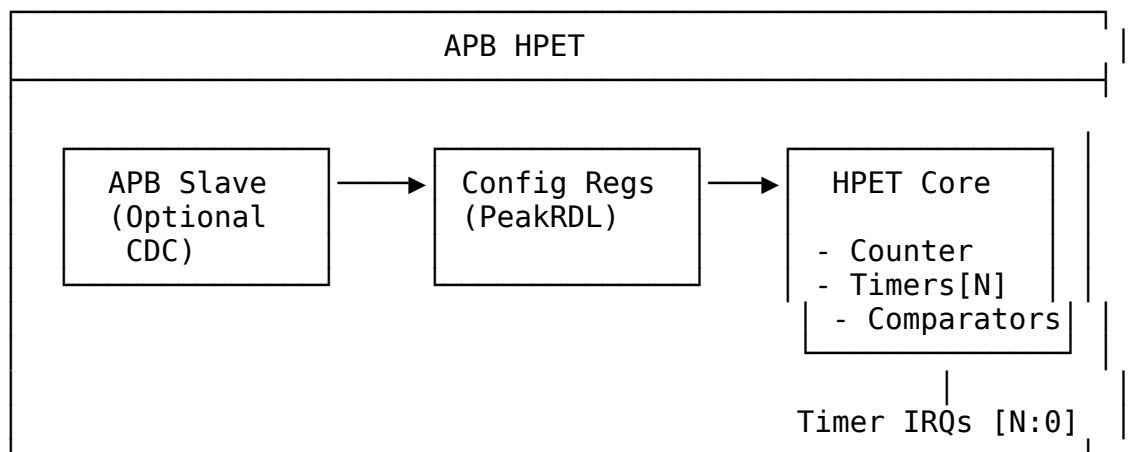 APB HPET
APB Slave
(Optional
CDC)
Config Regs
(PeakRDL)
HPET Core
- Counter
- Timers[N]
- Comparators
Timer IRQs [N:0]